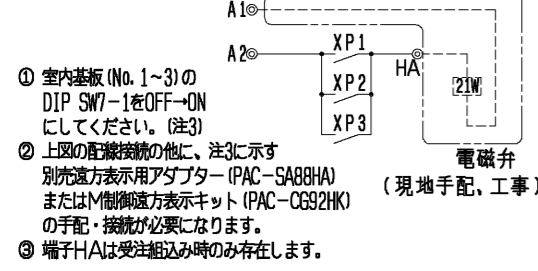 A1◎
A2◎
XP1
HA
XP2
21W
XP3
電磁弁
(現地手配、工事)
① 室内基板(No.1~3)の
DIP SW7-1をOFF→ON
にしてください。(注3)
② 上図の配線接続の他に、注3に示す
別売遠方表示用アダプター(PAC-SA88HA)
またはM制御遠方表示キット(PAC-CG92HK)
の手配・接続が必要になります。
③ 端子HAは受注組込み時のみ存在します。